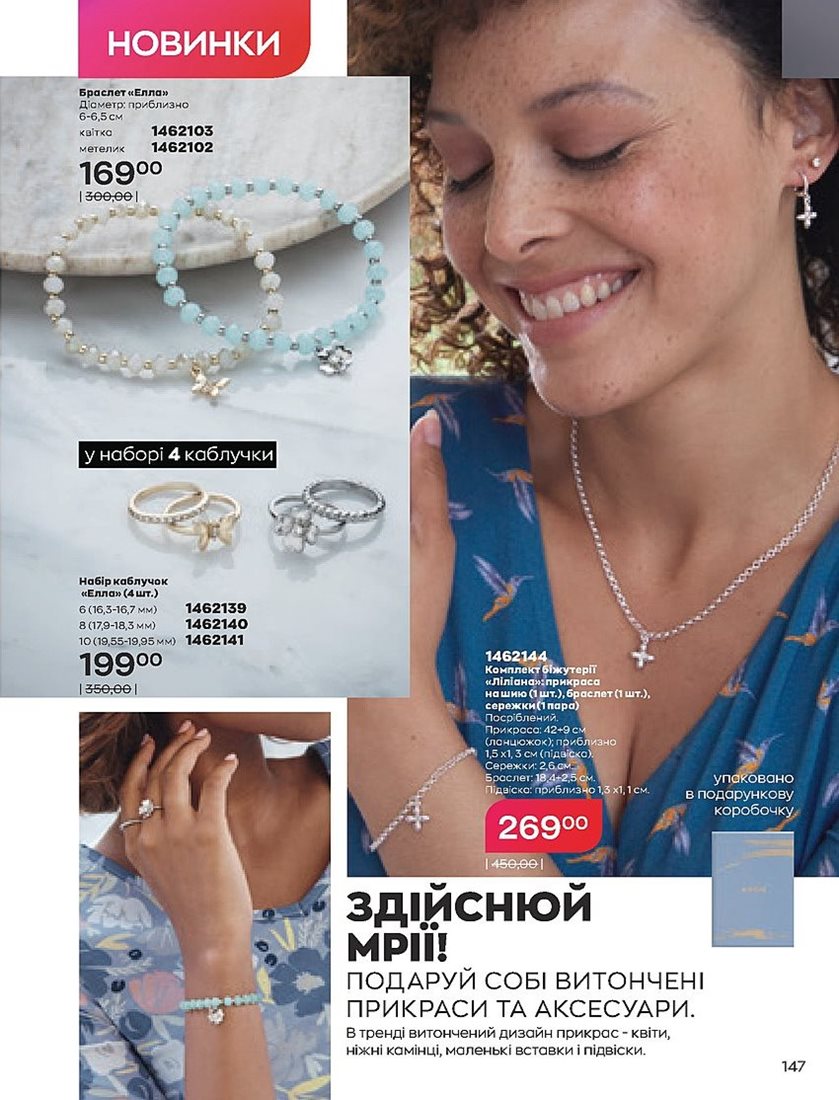 НОВИНКИ
Браслет «Елла»
Діаметр: приблизно
6-6,5 см
квітка 1462103
метелик 1462102
169⁰⁰
|300,00|
у наборі 4 каблучки
Набір каблучок
«Елла» (4 шт.)
6 (16,3-16,7 мм) 1462139
8 (17,9-18,3 мм) 1462140
10 (19,55-19,95 мм) 1462141
199⁰⁰
|350,00|
1462144
Комплект біжутерії
«Ліліана»: прикраса
на шию (1 шт.), браслет (1 шт.),
сережки (1 пара)
Посріблений.
Прикраса: 42+9 см
(ланцюжок); приблизно
1,5 x1, 3 см (підвіска).
Сережки: 2,6 см.
Браслет: 18,4+2,5 см.
Підвіска: приблизно 1,3 x1, 1 см.
269⁰⁰
|450,00|
упаковано
в подарункову
коробочку
ЗДІЙСНЮЙ
МРІЇ!
ПОДАРУЙ СОБІ ВИТОНЧЕНІ
ПРИКРАСИ ТА АКСЕСУАРИ.
В тренді витончений дизайн прикрас - квіти,
ніжні камінці, маленькі вставки і підвіски.
147